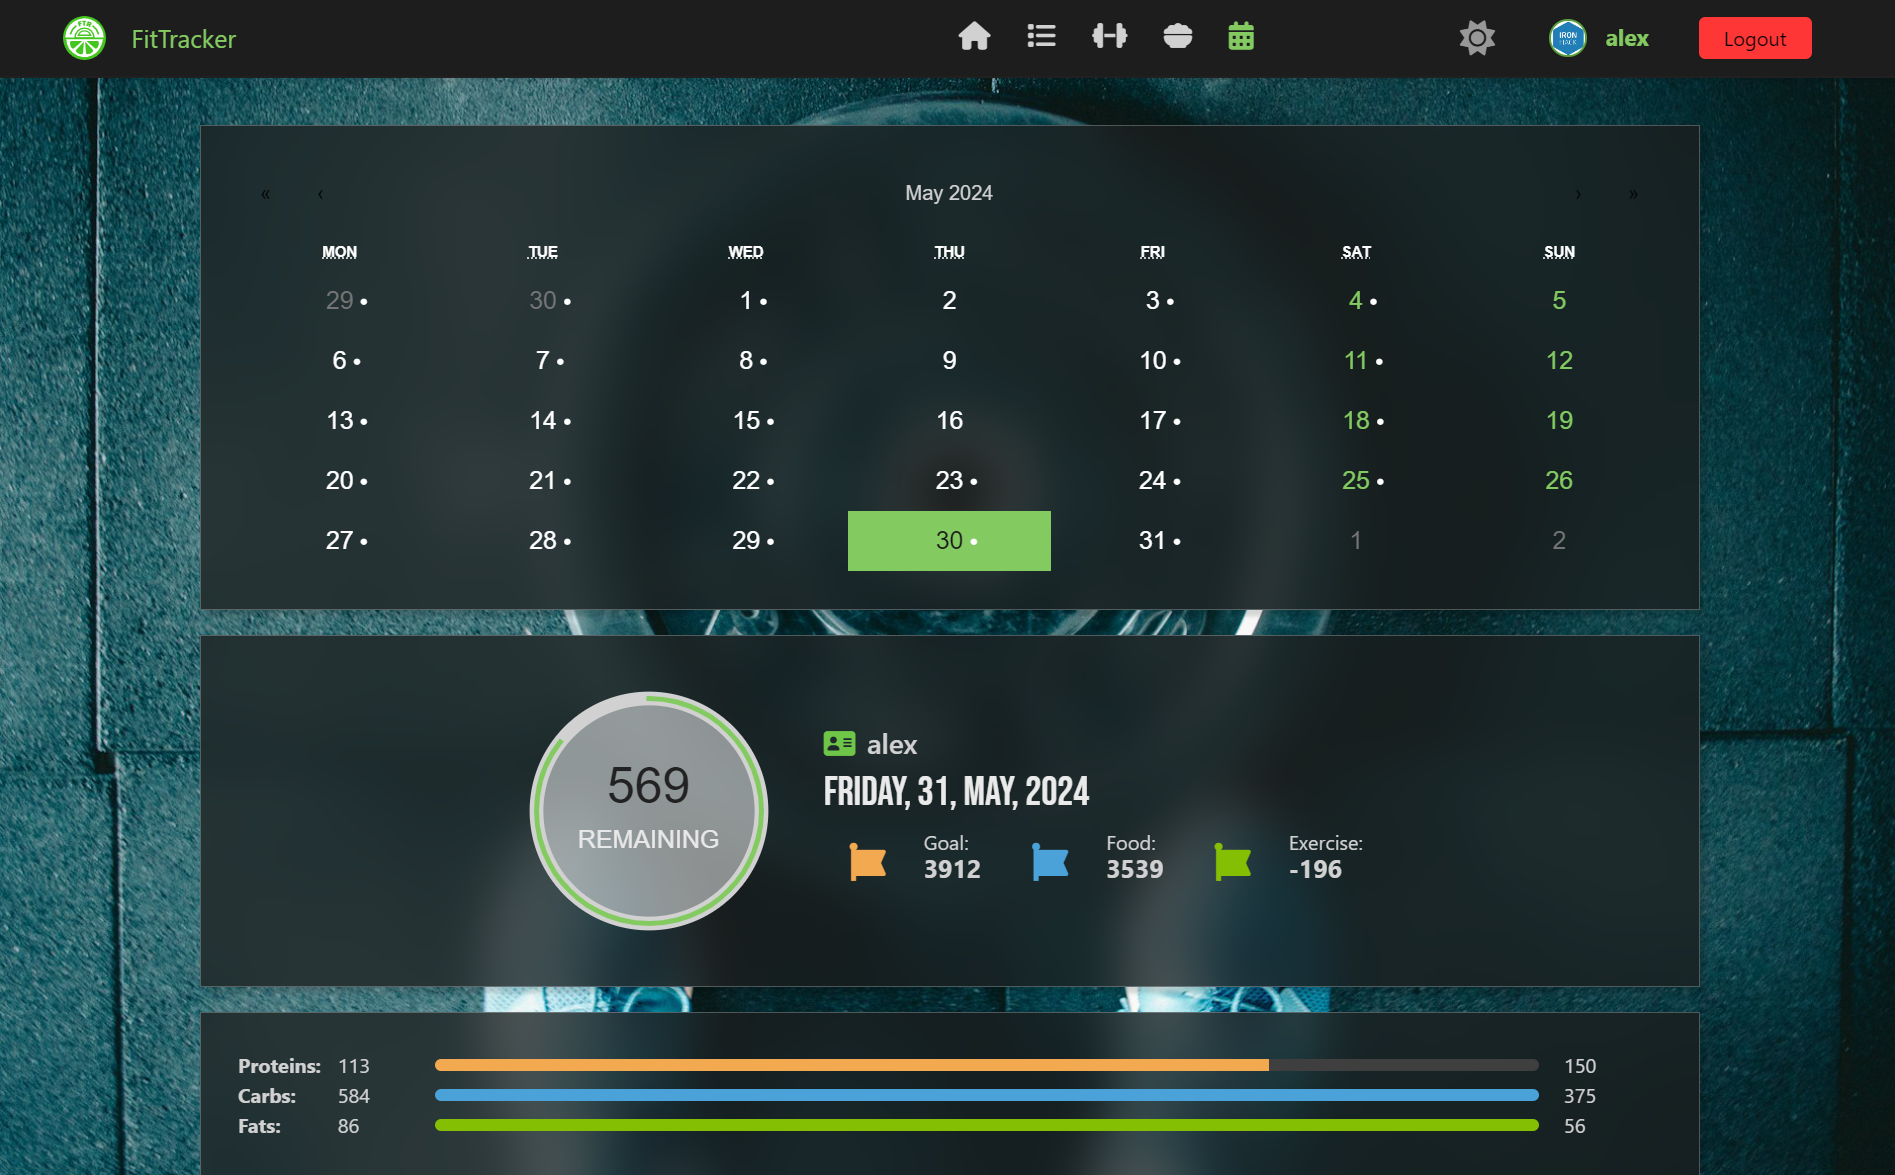 FitTracker
IRON HACK alex
Logout
« ‹ May 2024 › »
MON TUE WED THU FRI SAT SUN
29 • 30 • 1 • 2 3 • 4 • 5
6 • 7 • 8 • 9 10 • 11 • 12
13 • 14 • 15 • 16 17 • 18 • 19
20 • 21 • 22 • 23 • 24 • 25 • 26
27 • 28 • 29 • 30 • 31 • 1 2
569
REMAINING
alex
FRIDAY, 31, MAY, 2024
Goal: Food: Exercise:
3912 3539 -196
Proteins: 113 150
Carbs: 584 375
Fats: 86 56